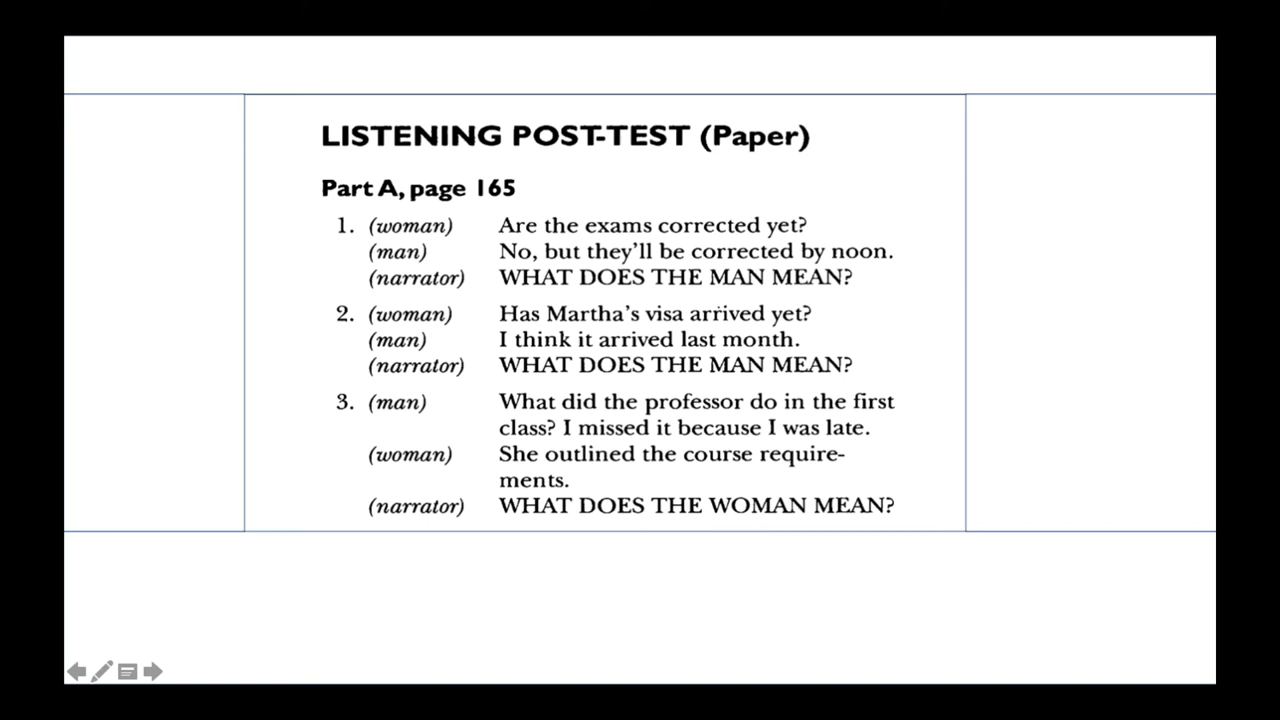 LISTENING POST-TEST (Paper)
Part A, page 165
1. (woman) Are the exams corrected yet?
(man) No, but they'll be corrected by noon.
(narrator) WHAT DOES THE MAN MEAN?
2. (woman) Has Martha's visa arrived yet?
(man) I think it arrived last month.
(narrator) WHAT DOES THE MAN MEAN?
3. (man) What did the professor do in the first
class? I missed it because I was late.
(woman) She outlined the course require-
ments.
(narrator) WHAT DOES THE WOMAN MEAN?